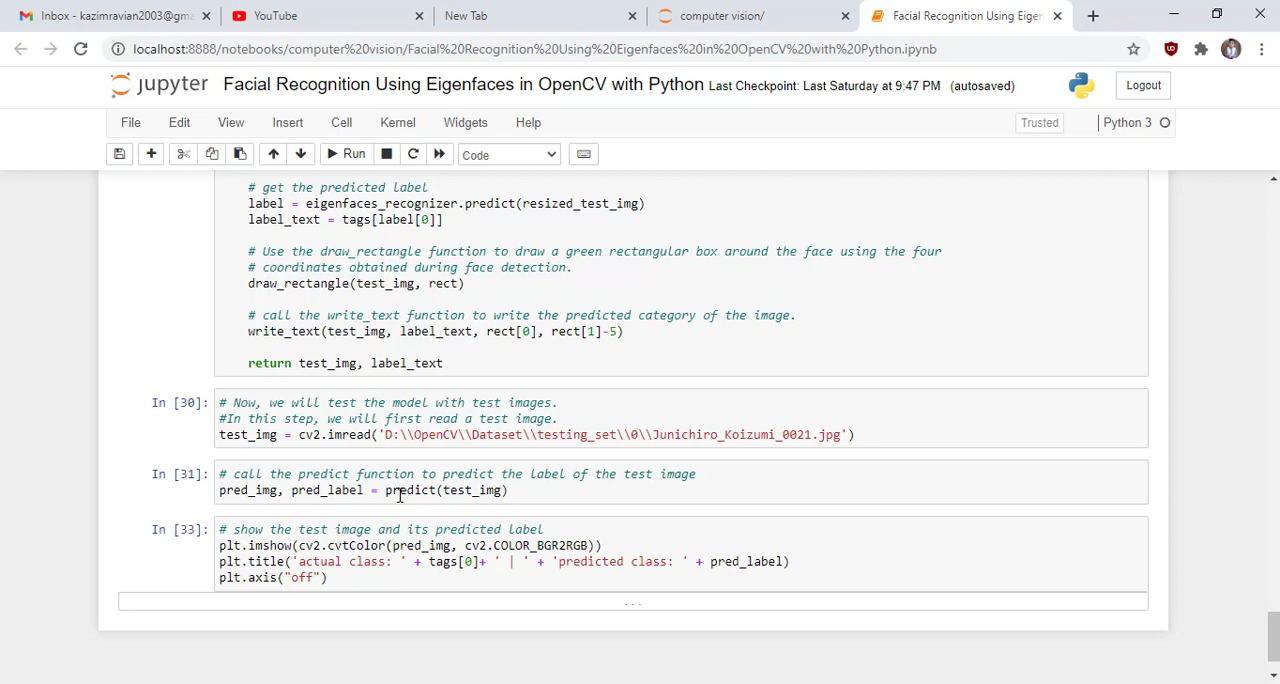 Inbox - kazimravian2003@gma
YouTube
New Tab
computer vision/
Facial Recognition Using Eigen
localhost:8888/notebooks/computer%20vision/Facial%20Recognition%20Using%20Eigenfaces%20in%20OpenCV%20with%20Python.ipynb
jupyter Facial Recognition Using Eigenfaces in OpenCV with Python Last Checkpoint: Last Saturday at 9:47 PM (autosaved)
Logout
File Edit View Insert Cell Kernel Widgets Help
Trusted
Python 3
Run
Code
# get the predicted label
label = eigenfaces_recognizer.predict(resized_test_img)
label_text = tags[label[0]]
# Use the draw_rectangle function to draw a green rectangular box around the face using the four
# coordinates obtained during face detection.
draw_rectangle(test_img, rect)
# call the write_text function to write the predicted category of the image.
write_text(test_img, label_text, rect[0], rect[1]-5)
return test_img, label_text
In [30]: # Now, we will test the model with test images.
#In this step, we will first read a test image.
test_img = cv2.imread('D:\\OpenCV\\Dataset\\testing_set\\0\\Junichiro_Koizumi_0021.jpg')
In [31]: # call the predict function to predict the label of the test image
pred_img, pred_label = predict(test_img)
In [33]: # show the test image and its predicted label
plt.imshow(cv2.cvtColor(pred_img, cv2.COLOR_BGR2RGB))
plt.title('actual class: ' + tags[0]+ ' | ' + 'predicted class: ' + pred_label)
plt.axis("off")
...